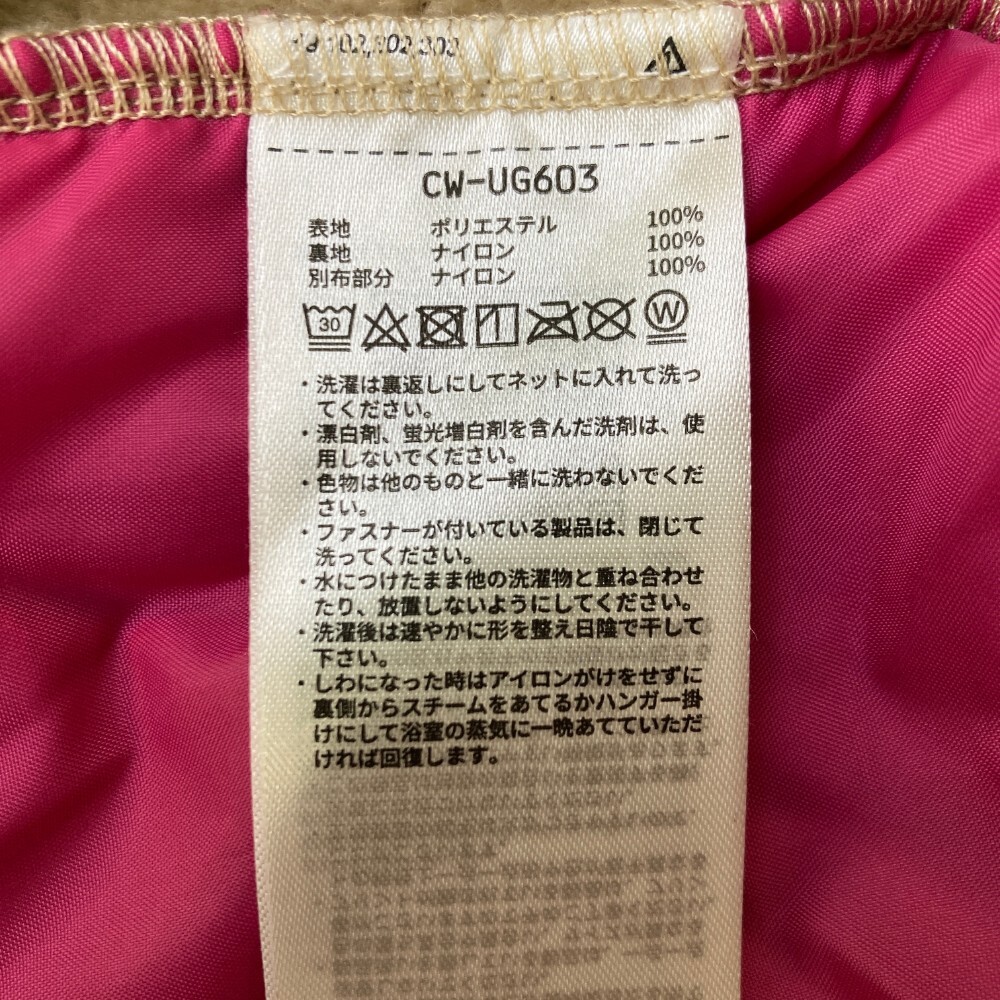 CW-UG603
表地 ポリエステル 100%
裏地 ナイロン 100%
別布部分 ナイロン 100%
30 W
・洗濯は裏返しにしてネットに入れて洗っ
てください。
・漂白剤、蛍光増白剤を含んだ洗剤は、使
用しないでください。
・色物は他のものと一緒に洗わないでくだ
さい。
・ファスナーが付いている製品は、閉じて
洗ってください。
・水につけたまま他の洗濯物と重ね合わせ
たり、放置しないようにしてください。
・洗濯後は速やかに形を整え日陰で干して
下さい。
・しわになった時はアイロンがけをせずに
裏側からスチームをあてるかハンガー掛
けにして浴室の蒸気に一晩あてていただ
ければ回復します。